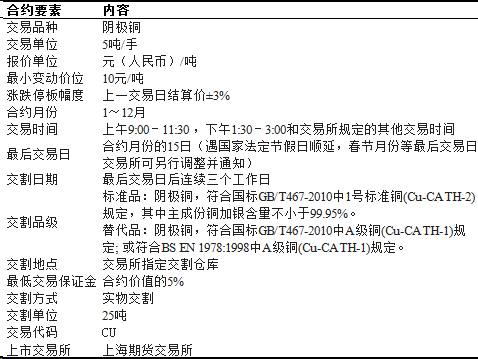 合约要素 内容
交易品种 阴极铜
交易单位 5吨/手
报价单位 元（人民币）/吨
最小变动价位 10元/吨
涨跌停板幅度 上一交易日结算价±3%
合约月份 1～12月
交易时间 上午9:00－11:30 ，下午1:30－3:00和交易所规定的其他交易时间
最后交易日 合约月份的15日（遇国家法定节假日顺延，春节月份等最后交易日
交易所可另行调整并通知）
交割日期 最后交易日后连续三个工作日
交割品级 标准品：阴极铜，符合国标GB/T467-2010中1号标准铜(Cu-CATH-2)
规定，其中主成份铜加银含量不小于99.95%。
替代品：阴极铜，符合国标GB/T467-2010中A级铜(Cu-CATH-1)规
定; 或符合BS EN 1978:1998中A级铜(Cu-CATH-1)规定。
交割地点 交易所指定交割仓库
最低交易保证金 合约价值的5%
交割方式 实物交割
交割单位 25吨
交易代码 CU
上市交易所 上海期货交易所